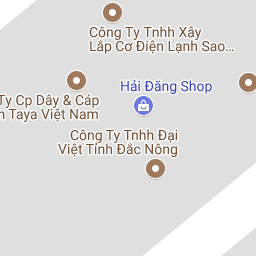 Công Ty Tnhh Xây
Lắp Cơ Điện Lạnh Sao...
Hải Đăng Shop
Ty Cp Dây & Cáp
n Taya Việt Nam
Công Ty Tnhh Đại
Việt Tỉnh Đắc Nông